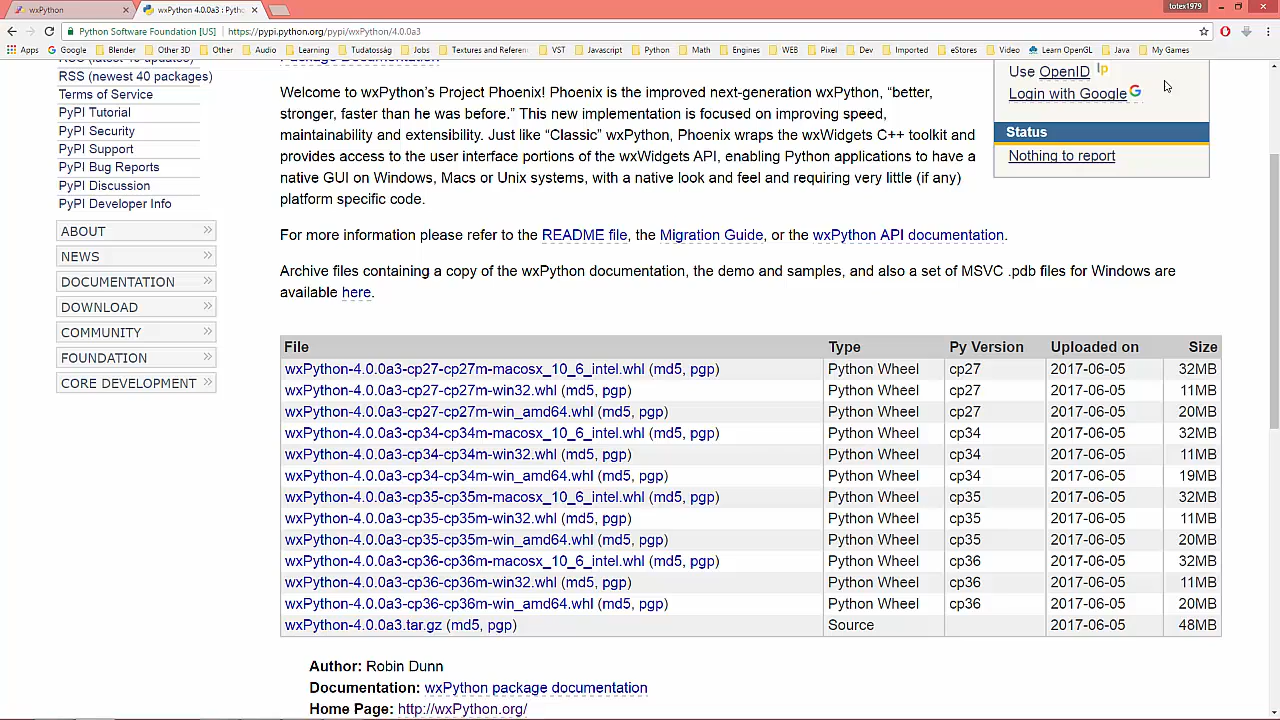 wxPython
wxPython 4.0.0a3 : Pytho
totex1979
Python Software Foundation [US]
https://pypi.python.org/pypi/wxPython/4.0.0a3
Apps Google Blender Other 3D Other Audio Learning Tudatosság Jobs Textures and Referen VST Javascript Python Math Engines WEB Pixel Dev Imported eStores Video Learn OpenGL Java My Games
RSS (latest 40 updates)
RSS (newest 40 packages)
Terms of Service
PyPI Tutorial
PyPI Security
PyPI Support
PyPI Bug Reports
PyPI Discussion
PyPI Developer Info
ABOUT
NEWS
DOCUMENTATION
DOWNLOAD
COMMUNITY
FOUNDATION
CORE DEVELOPMENT
Package Documentation
Welcome to wxPython's Project Phoenix! Phoenix is the improved next-generation wxPython, “better,
stronger, faster than he was before.” This new implementation is focused on improving speed,
maintainability and extensibility. Just like “Classic” wxPython, Phoenix wraps the wxWidgets C++ toolkit and
provides access to the user interface portions of the wxWidgets API, enabling Python applications to have a
native GUI on Windows, Macs or Unix systems, with a native look and feel and requiring very little (if any)
platform specific code.
For more information please refer to the README file, the Migration Guide, or the wxPython API documentation.
Archive files containing a copy of the wxPython documentation, the demo and samples, and also a set of MSVC .pdb files for Windows are
available here.
Use OpenID
Login with Google
Status
Nothing to report
File Type Py Version Uploaded on Size
wxPython-4.0.0a3-cp27-cp27m-macosx_10_6_intel.whl (md5, pgp) Python Wheel cp27 2017-06-05 32MB
wxPython-4.0.0a3-cp27-cp27m-win32.whl (md5, pgp) Python Wheel cp27 2017-06-05 11MB
wxPython-4.0.0a3-cp27-cp27m-win_amd64.whl (md5, pgp) Python Wheel cp27 2017-06-05 20MB
wxPython-4.0.0a3-cp34-cp34m-macosx_10_6_intel.whl (md5, pgp) Python Wheel cp34 2017-06-05 32MB
wxPython-4.0.0a3-cp34-cp34m-win32.whl (md5, pgp) Python Wheel cp34 2017-06-05 11MB
wxPython-4.0.0a3-cp34-cp34m-win_amd64.whl (md5, pgp) Python Wheel cp34 2017-06-05 19MB
wxPython-4.0.0a3-cp35-cp35m-macosx_10_6_intel.whl (md5, pgp) Python Wheel cp35 2017-06-05 32MB
wxPython-4.0.0a3-cp35-cp35m-win32.whl (md5, pgp) Python Wheel cp35 2017-06-05 11MB
wxPython-4.0.0a3-cp35-cp35m-win_amd64.whl (md5, pgp) Python Wheel cp35 2017-06-05 20MB
wxPython-4.0.0a3-cp36-cp36m-macosx_10_6_intel.whl (md5, pgp) Python Wheel cp36 2017-06-05 32MB
wxPython-4.0.0a3-cp36-cp36m-win32.whl (md5, pgp) Python Wheel cp36 2017-06-05 11MB
wxPython-4.0.0a3-cp36-cp36m-win_amd64.whl (md5, pgp) Python Wheel cp36 2017-06-05 20MB
wxPython-4.0.0a3.tar.gz (md5, pgp) Source 2017-06-05 48MB
Author: Robin Dunn
Documentation: wxPython package documentation
Home Page: http://wxPython.org/